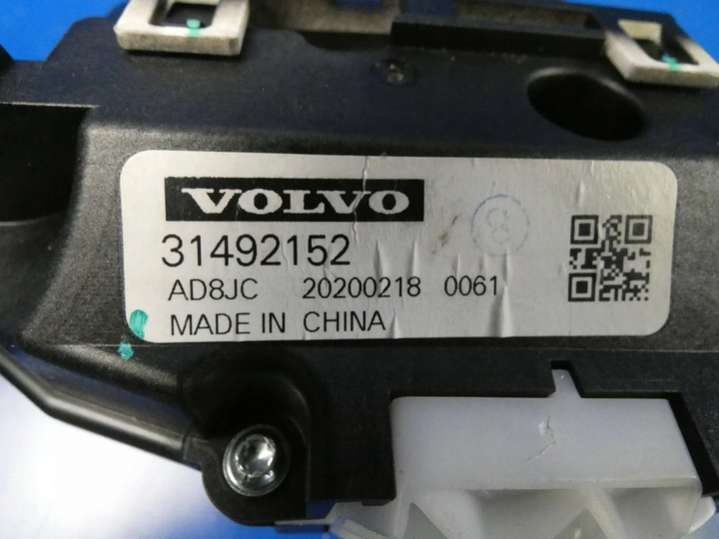 VOLVO
31492152
AD8JC 20200218 0061
MADE IN CHINA